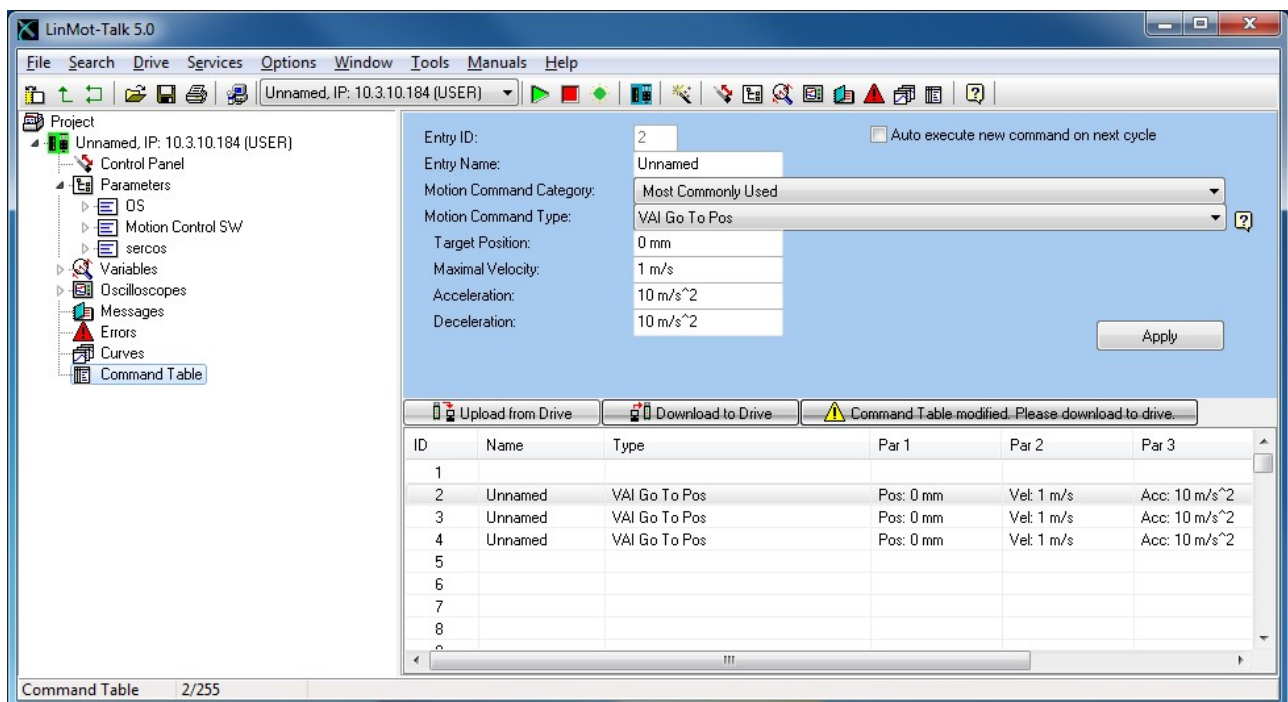 LinMot-Talk 5.0
File Search Drive Services Options Window Tools Manuals Help
Unnamed, IP: 10.3.10.184 (USER)
Project
Unnamed, IP: 10.3.10.184 (USER)
Control Panel
Parameters
OS
Motion Control SW
sercos
Variables
Oscilloscopes
Messages
Errors
Curves
Command Table
Entry ID: 2 Auto execute new command on next cycle
Entry Name: Unnamed
Motion Command Category: Most Commonly Used
Motion Command Type: VAI Go To Pos
Target Position: 0 mm
Maximal Velocity: 1 m/s
Acceleration: 10 m/s^2
Deceleration: 10 m/s^2
Apply
Upload from Drive Download to Drive Command Table modified. Please download to drive.
ID Name Type Par 1 Par 2 Par 3
1
2 Unnamed VAI Go To Pos Pos: 0 mm Vel: 1 m/s Acc: 10 m/s^2
3 Unnamed VAI Go To Pos Pos: 0 mm Vel: 1 m/s Acc: 10 m/s^2
4 Unnamed VAI Go To Pos Pos: 0 mm Vel: 1 m/s Acc: 10 m/s^2
5
6
7
8
Command Table 2/255